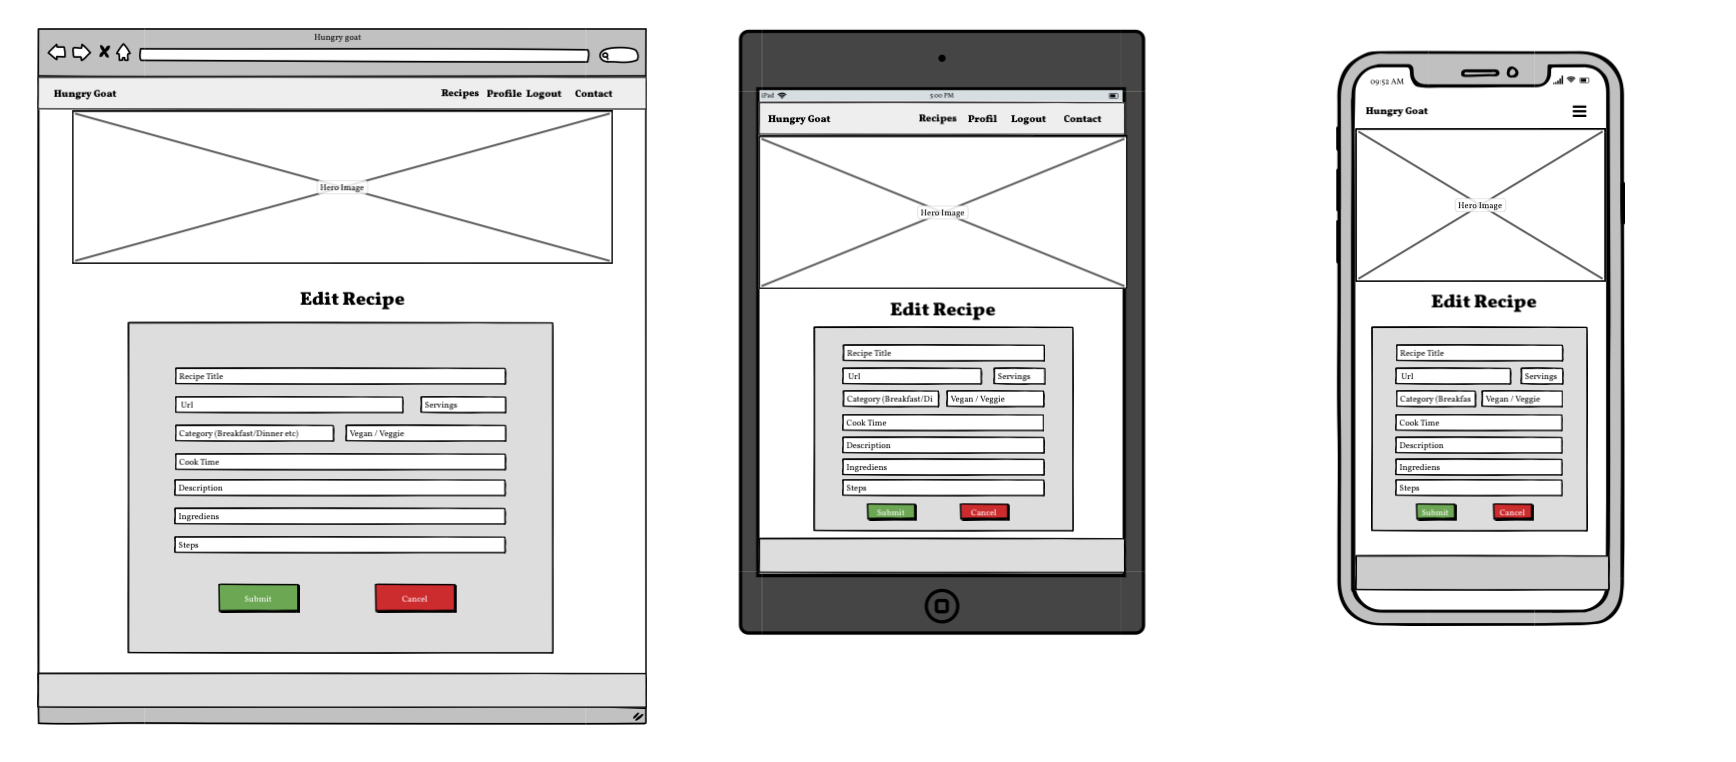 Hungry goat
Hungry Goat
Recipes Profile Logout Contact
Hero Image
Edit Recipe
Recipe Title
Url Servings
Category (Breakfast/Dinner etc) Vegan / Veggie
Cook Time
Description
Ingrediens
Steps
Submit Cancel
iPad 5:00 PM
Hungry Goat Recipes Profil Logout Contact
Hero Image
Edit Recipe
Recipe Title
Url Servings
Category (Breakfast/Di Vegan / Veggie
Cook Time
Description
Ingrediens
Steps
Submit Cancel
09:52 AM
Hungry Goat
Hero Image
Edit Recipe
Recipe Title
Url Servings
Category (Breakfas Vegan / Veggie
Cook Time
Description
Ingrediens
Steps
Submit Cancel